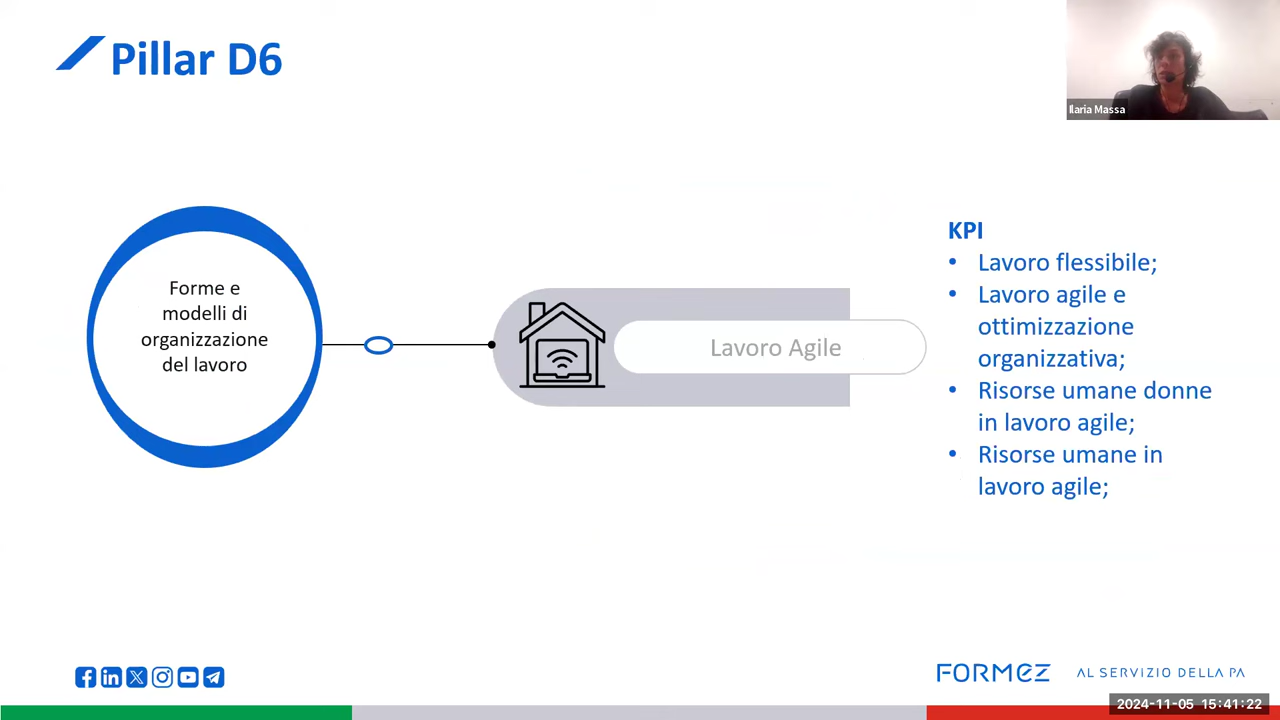 Pillar D6
Ilaria Massa
Forme e
modelli di
organizzazione
del lavoro
Lavoro Agile
KPI
• Lavoro flessibile;
• Lavoro agile e
ottimizzazione
organizzativa;
• Risorse umane donne
in lavoro agile;
• Risorse umane in
lavoro agile;
FORMEZ
AL SERVIZIO DELLA PA
2024-11-05 15:41:22